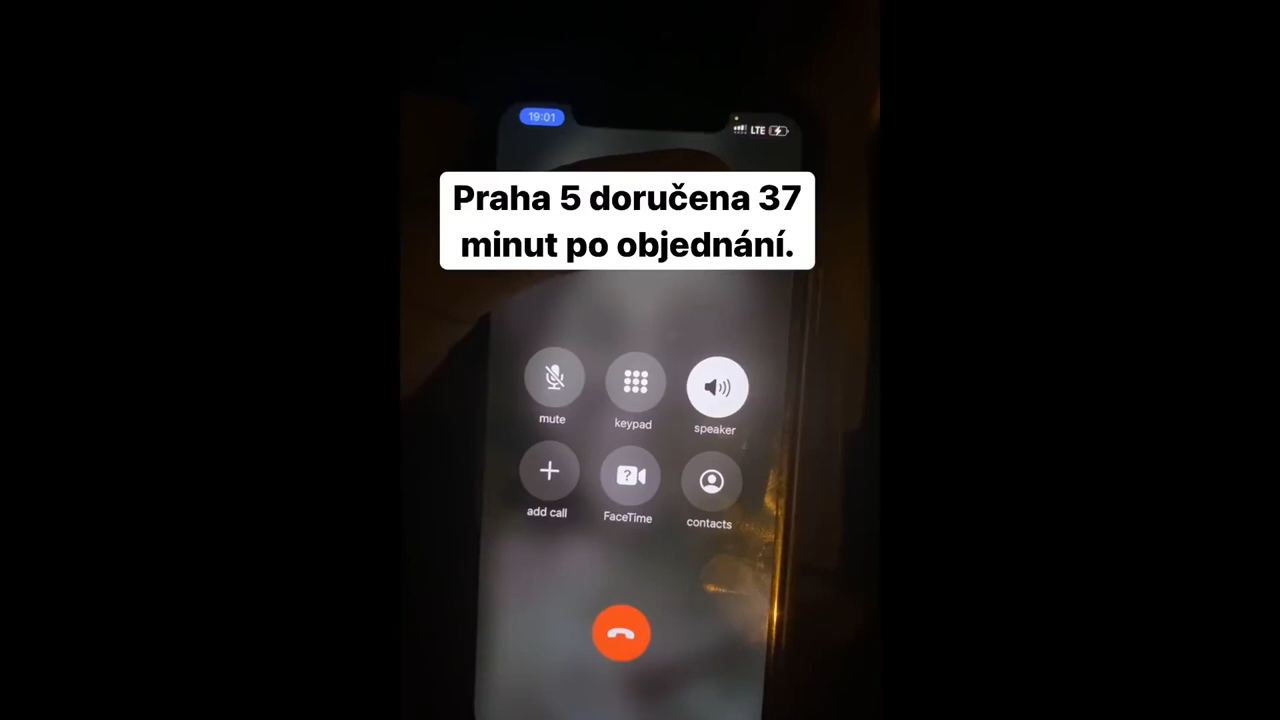 19:01
LTE
Praha 5 doručena 37
minut po objednání.
mute
keypad
speaker
add call
FaceTime
contacts